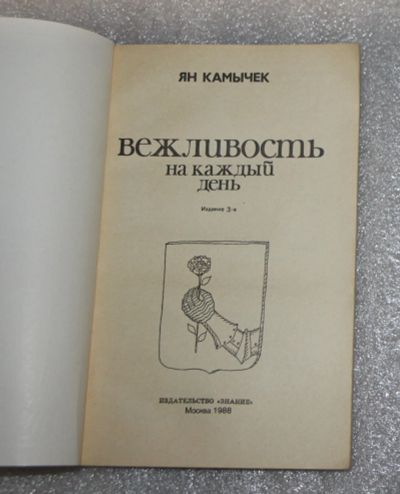 ЯН КАМЫЧЕК
ВЕЖЛИВОСТЬ
НА КАЖДЫЙ
ДЕНЬ
Издание 3-е
ИЗДАТЕЛЬСТВО «ЗНАНИЕ»
Москва 1988